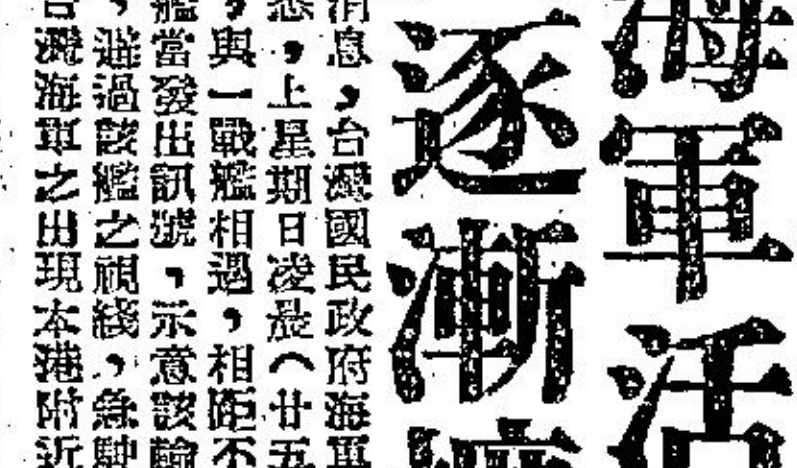 海軍活
逐漸
消息，台灣國民政府海軍
悉，上星期日凌晨（廿五
，與一戰艦相遇，相距不
艦當發出訊號，示意該輪
，避過該艦之視綫，急駛
台灣海軍之出現本港附近